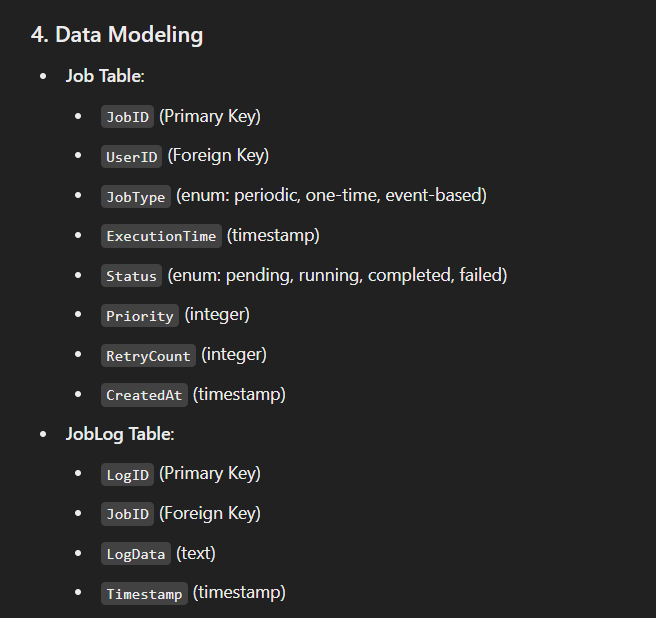 4. Data Modeling
• Job Table:
• JobID (Primary Key)
• UserID (Foreign Key)
• JobType (enum: periodic, one-time, event-based)
• ExecutionTime (timestamp)
• Status (enum: pending, running, completed, failed)
• Priority (integer)
• RetryCount (integer)
• CreatedAt (timestamp)
• JobLog Table:
• LogID (Primary Key)
• JobID (Foreign Key)
• LogData (text)
• Timestamp (timestamp)